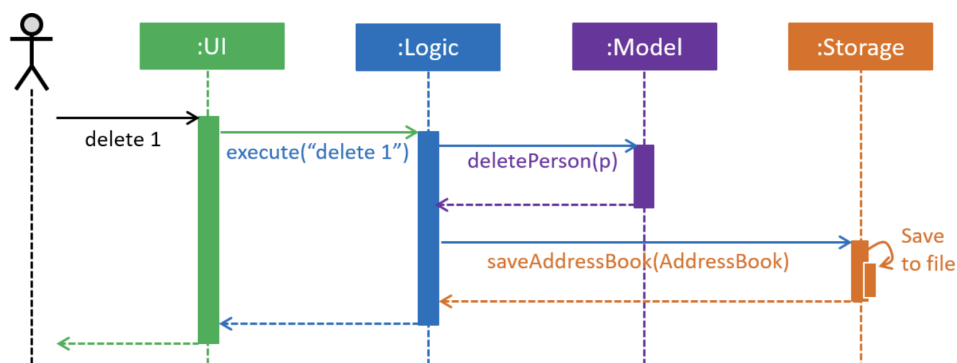 :UI
:Logic
:Model
:Storage
delete 1
execute(“delete 1”)
deletePerson(p)
saveAddressBook(AddressBook)
Save
to file